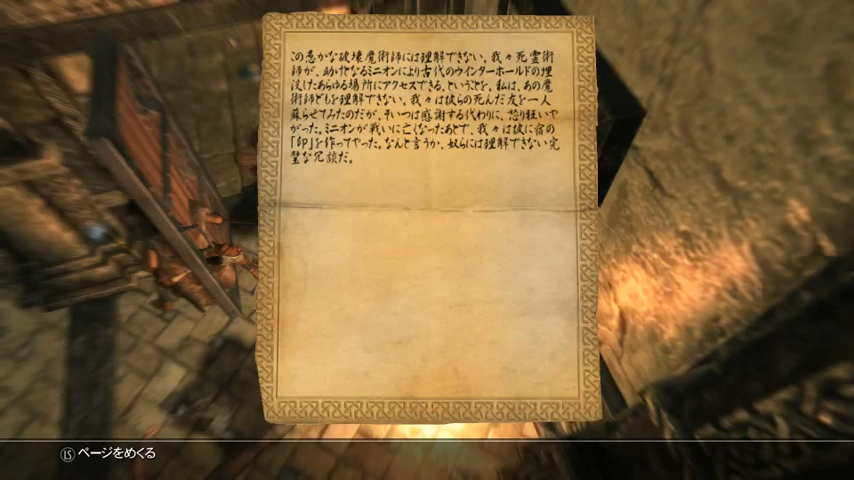 この愚かな破壊魔術師には理解できない。我々死霊術
師が、助けとなるミニオンにより古代のウインターホールドの埋
没したあらゆる場所にアクセスできる、ということを。私は、あの魔
術師どもを理解できない。我々は彼らの死んだ友を一人
蘇らせてみたのだが、そいつは感謝する代わりに、怒り狂いや
がった。ミニオンが戦いに亡くなったあとで、我々は彼に宿の
「印」を作ってやった。なんと言うか、奴らには理解できない完
璧な冗談だ。
LS ページをめくる